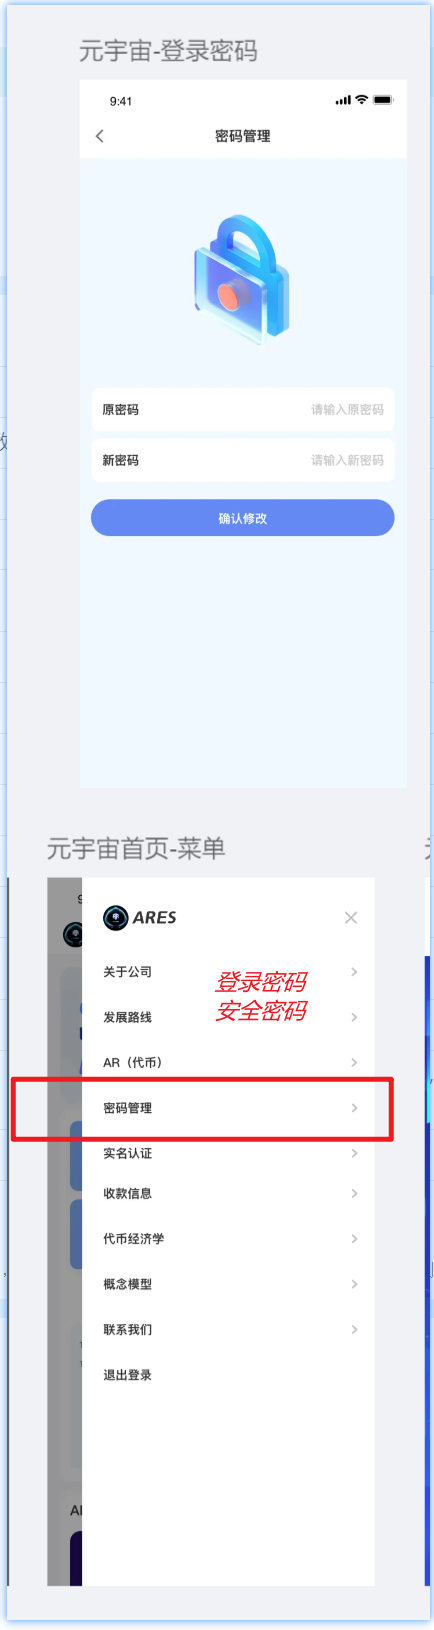 元宇宙-登录密码
9:41
密码管理
原密码 请输入原密码
新密码 请输入新密码
确认修改
元宇宙首页-菜单
ARES
关于公司
登录密码
发展路线
安全密码
AR（代币）
密码管理
实名认证
收款信息
代币经济学
概念模型
联系我们
退出登录